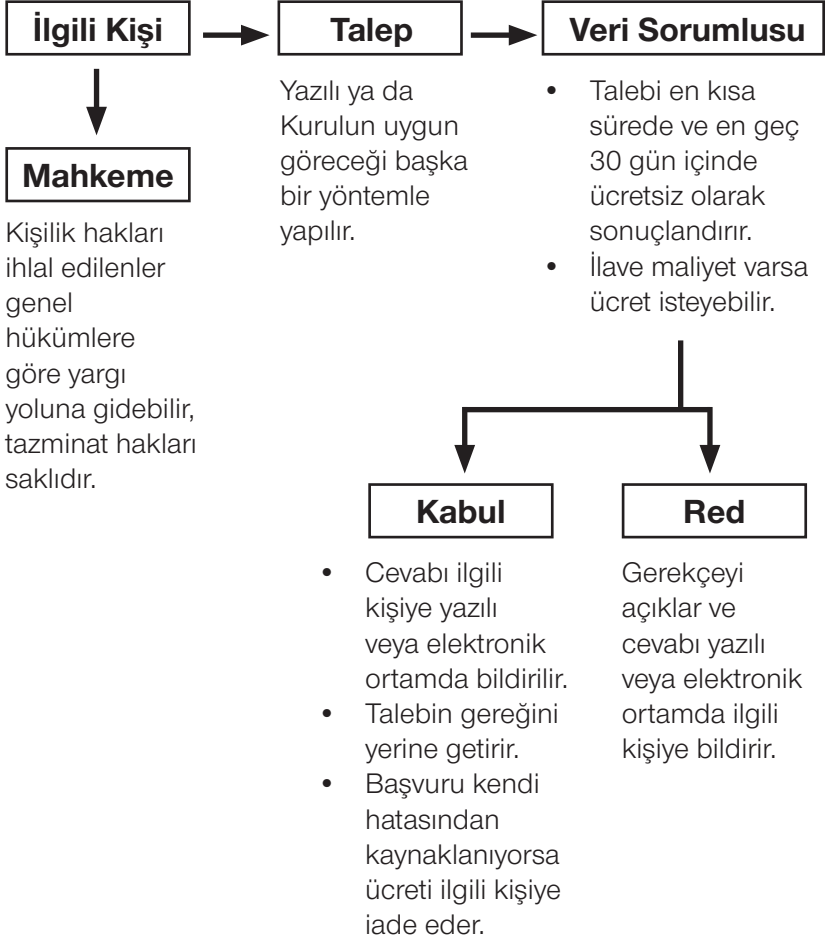 İlgili Kişi
Talep
Veri Sorumlusu
Mahkeme
Kişilik hakları
ihlal edilenler
genel
hükümlere
göre yargı
yoluna gidebilir,
tazminat hakları
saklıdır.
Yazılı ya da
Kurulun uygun
göreceği başka
bir yöntemle
yapılır.
• Talebi en kısa
sürede ve en geç
30 gün içinde
ücretsiz olarak
sonuçlandırır.
• İlave maliyet varsa
ücret isteyebilir.
Kabul
• Cevabı ilgili
kişiye yazılı
veya elektronik
ortamda bildirilir.
• Talebin gereğini
yerine getirir.
• Başvuru kendi
hatasından
kaynaklanıyorsa
ücreti ilgili kişiye
iade eder.
Red
Gerekçeyi
açıklar ve
cevabı yazılı
veya elektronik
ortamda ilgili
kişiye bildirir.